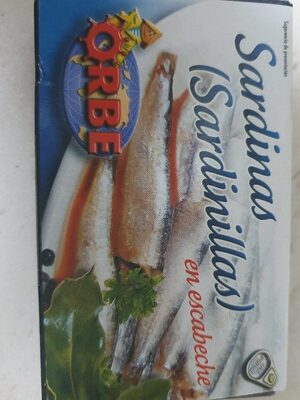 Sugerencia de presentación
ORBE
Sardinas
(Sardinillas)
en escabeche